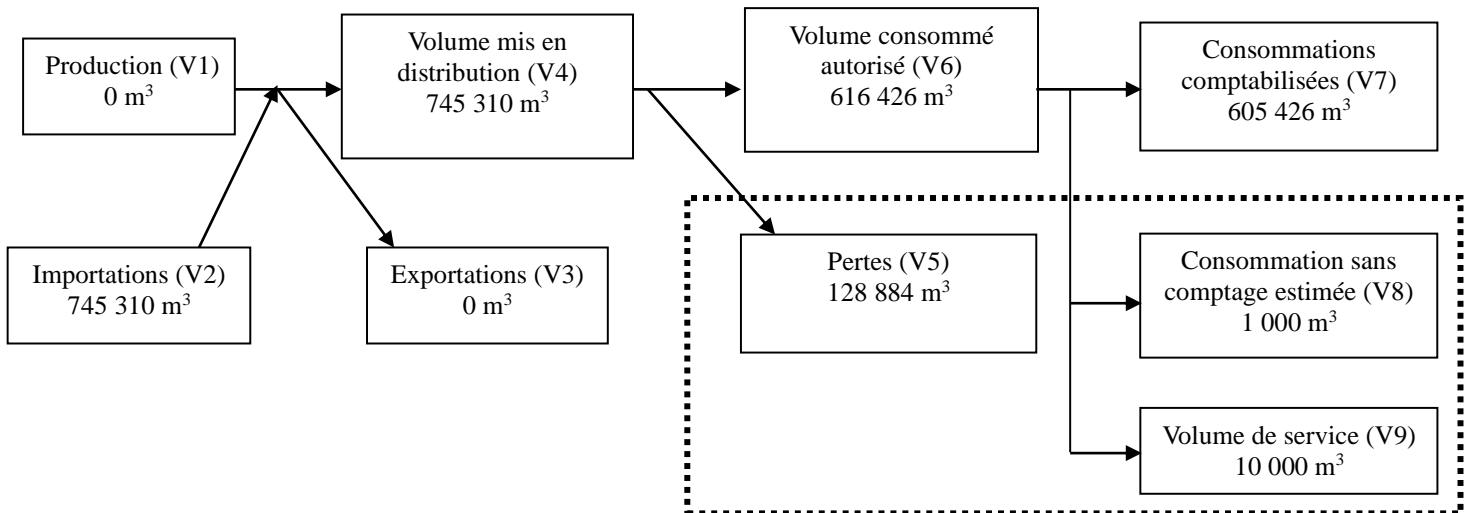 Production (V1)
0 m³
Volume mis en
distribution (V4)
745 310 m³
Volume consommé
autorisé (V6)
616 426 m³
Consommations
comptabilisées (V7)
605 426 m³
Importations (V2)
745 310 m³
Exportations (V3)
0 m³
Pertes (V5)
128 884 m³
Consommation sans
comptage estimée (V8)
1 000 m³
Volume de service (V9)
10 000 m³